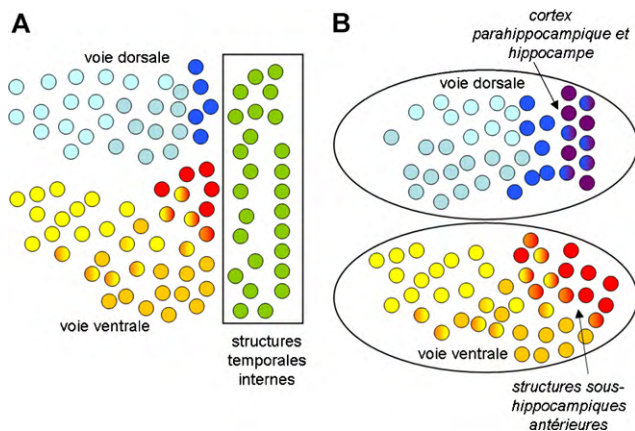 A
voie dorsale
voie ventrale
structures
temporales
internes
B
cortex
parahippocampique et
hippocampe
voie dorsale
voie ventrale
structures sous-
hippocampiques
antérieures